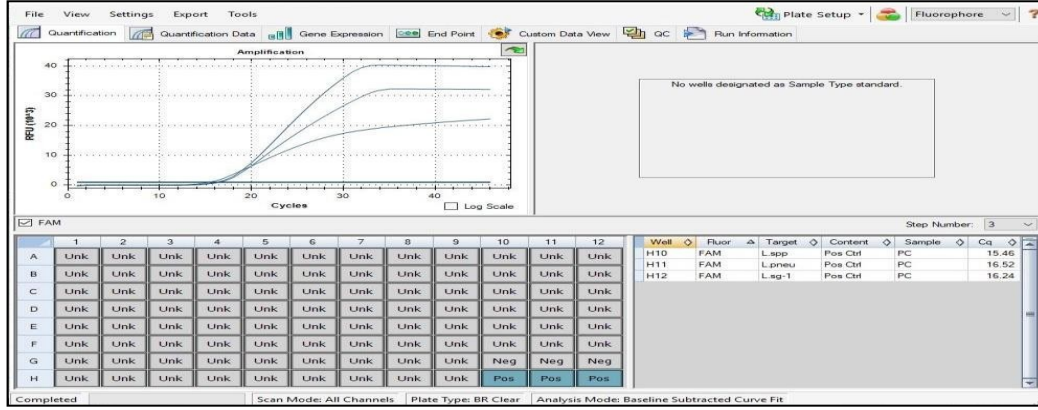 File View Settings Export Tools Plate Setup Fluorophore ?
Quantification Quantification Data Gene Expression End Point Custom Data View QC Run Information
Amplification
40
30
20
10
0
RFU (10^3)
0 10 20 30 40
Cycles
Log Scale
No wells designated as Sample Type standard.
FAM Step Number: 3
1 2 3 4 5 6 7 8 9 10 11 12
A Unk Unk Unk Unk Unk Unk Unk Unk Unk Unk Unk Unk
B Unk Unk Unk Unk Unk Unk Unk Unk Unk Unk Unk Unk
C Unk Unk Unk Unk Unk Unk Unk Unk Unk Unk Unk Unk
D Unk Unk Unk Unk Unk Unk Unk Unk Unk Unk Unk Unk
E Unk Unk Unk Unk Unk Unk Unk Unk Unk Unk Unk Unk
F Unk Unk Unk Unk Unk Unk Unk Unk Unk Unk Unk Unk
G Unk Unk Unk Unk Unk Unk Unk Unk Unk Neg Neg Neg
H Unk Unk Unk Unk Unk Unk Unk Unk Unk Pos Pos Pos
Well Fluor Target Content Sample Cq
H10 FAM L.spp Pos Ctrl PC 15.46
H11 FAM L.pneu Pos Ctrl PC 16.52
H12 FAM L.sg-1 Pos Ctrl PC 16.24
Completed Scan Mode: All Channels Plate Type: BR Clear Analysis Mode: Baseline Subtracted Curve Fit